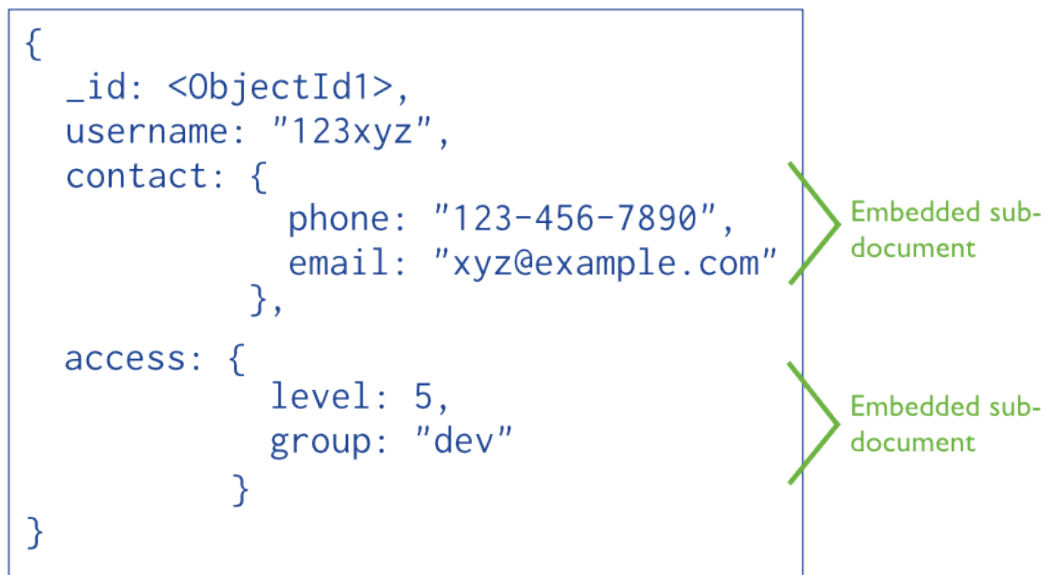 {
_id: <ObjectId1>,
username: "123xyz",
contact: {
phone: "123-456-7890",
email: "xyz@example.com"
},
Embedded sub-
document
access: {
level: 5,
group: "dev"
}
Embedded sub-
document
}